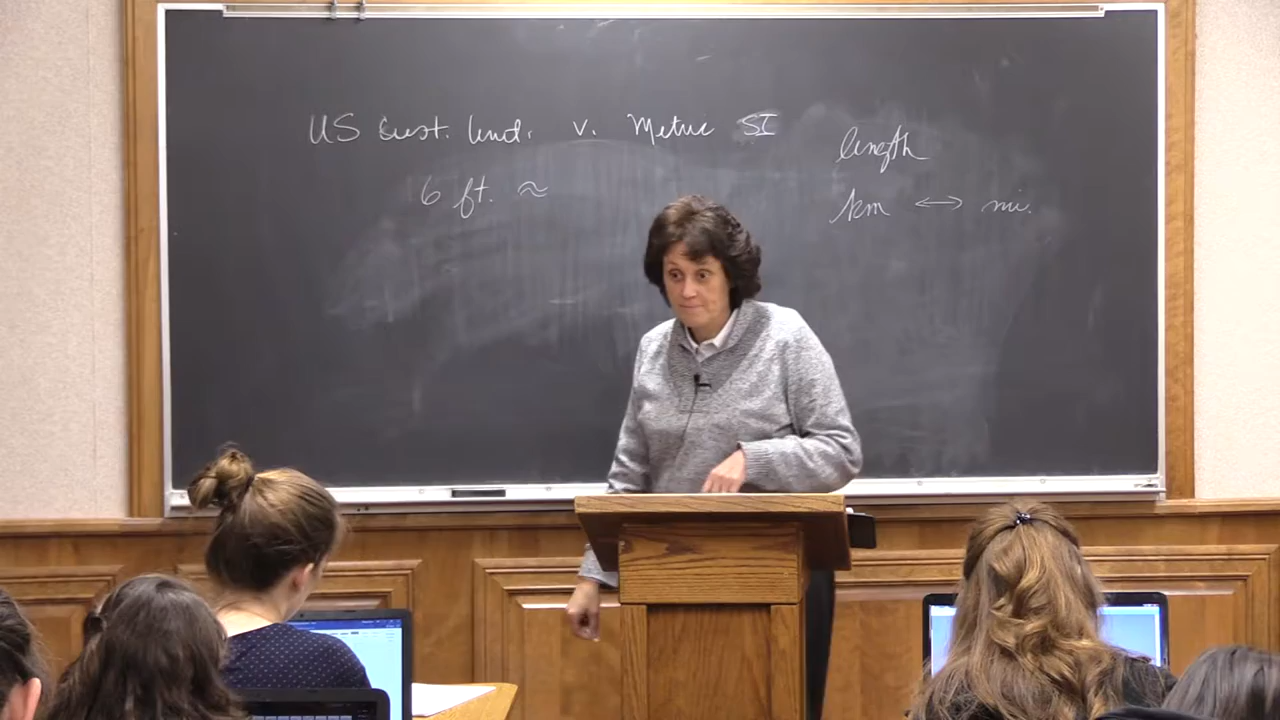 US Cust. Unit. v. Metric SI
6 ft. ≈
length
km ↔ mi.